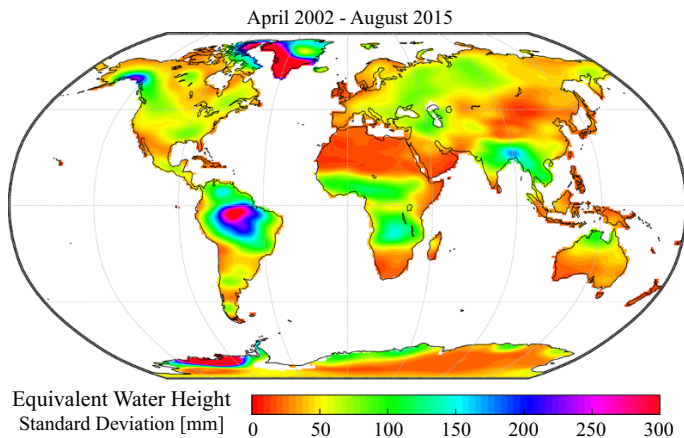 April 2002 - August 2015
Equivalent Water Height
Standard Deviation [mm]
0 50 100 150 200 250 300